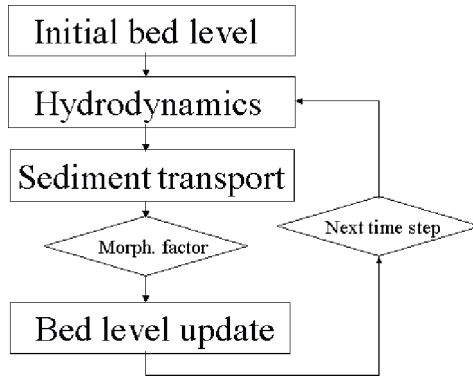 Initial bed level
Hydrodynamics
Sediment transport
Morph. factor
Next time step
Bed level update